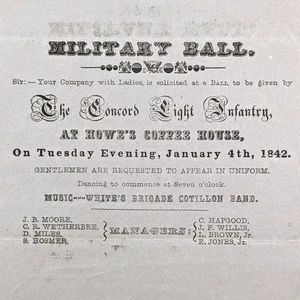 MILITARY BALL.
Sir:—Your Company with Ladies, is solicited at a BALL, to be given by
The Concord Light Infantry,
AT HOWE'S COFFEE HOUSE,
On Tuesday Evening, January 4th, 1842.
GENTLEMEN ARE REQUESTED TO APPEAR IN UNIFORM.
Dancing to commence at Seven o'clock.
MUSIC---WHITE'S BRIGADE COTILLON BAND.
J. B. MOORE,
C. R. WETHERBEE,
D. MILES,
S. HOSMER,
MANAGERS:
C. HAPGOOD,
J. F. WILLIS,
L. BROWN, Jr.
E. JONES, Jr.